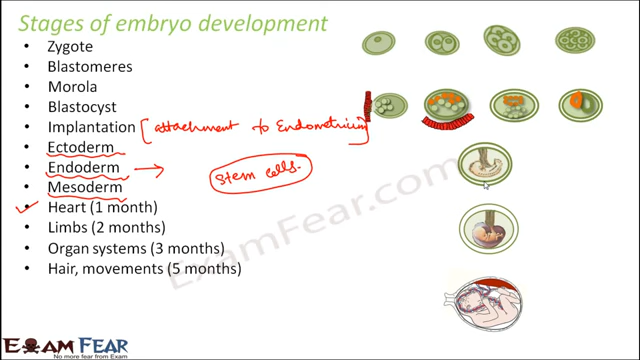 Stages of embryo development
• Zygote
• Blastomeres
• Morola
• Blastocyst
• Implantation [attachment to Endometricium]
• Ectoderm
• Endoderm →
• Mesoderm
Stem cells.
✓ • Heart (1 month)
• Limbs (2 months)
• Organ systems (3 months)
• Hair, movements (5 months)
ExamFear.com
EXAM FEAR
No more fear from Exam